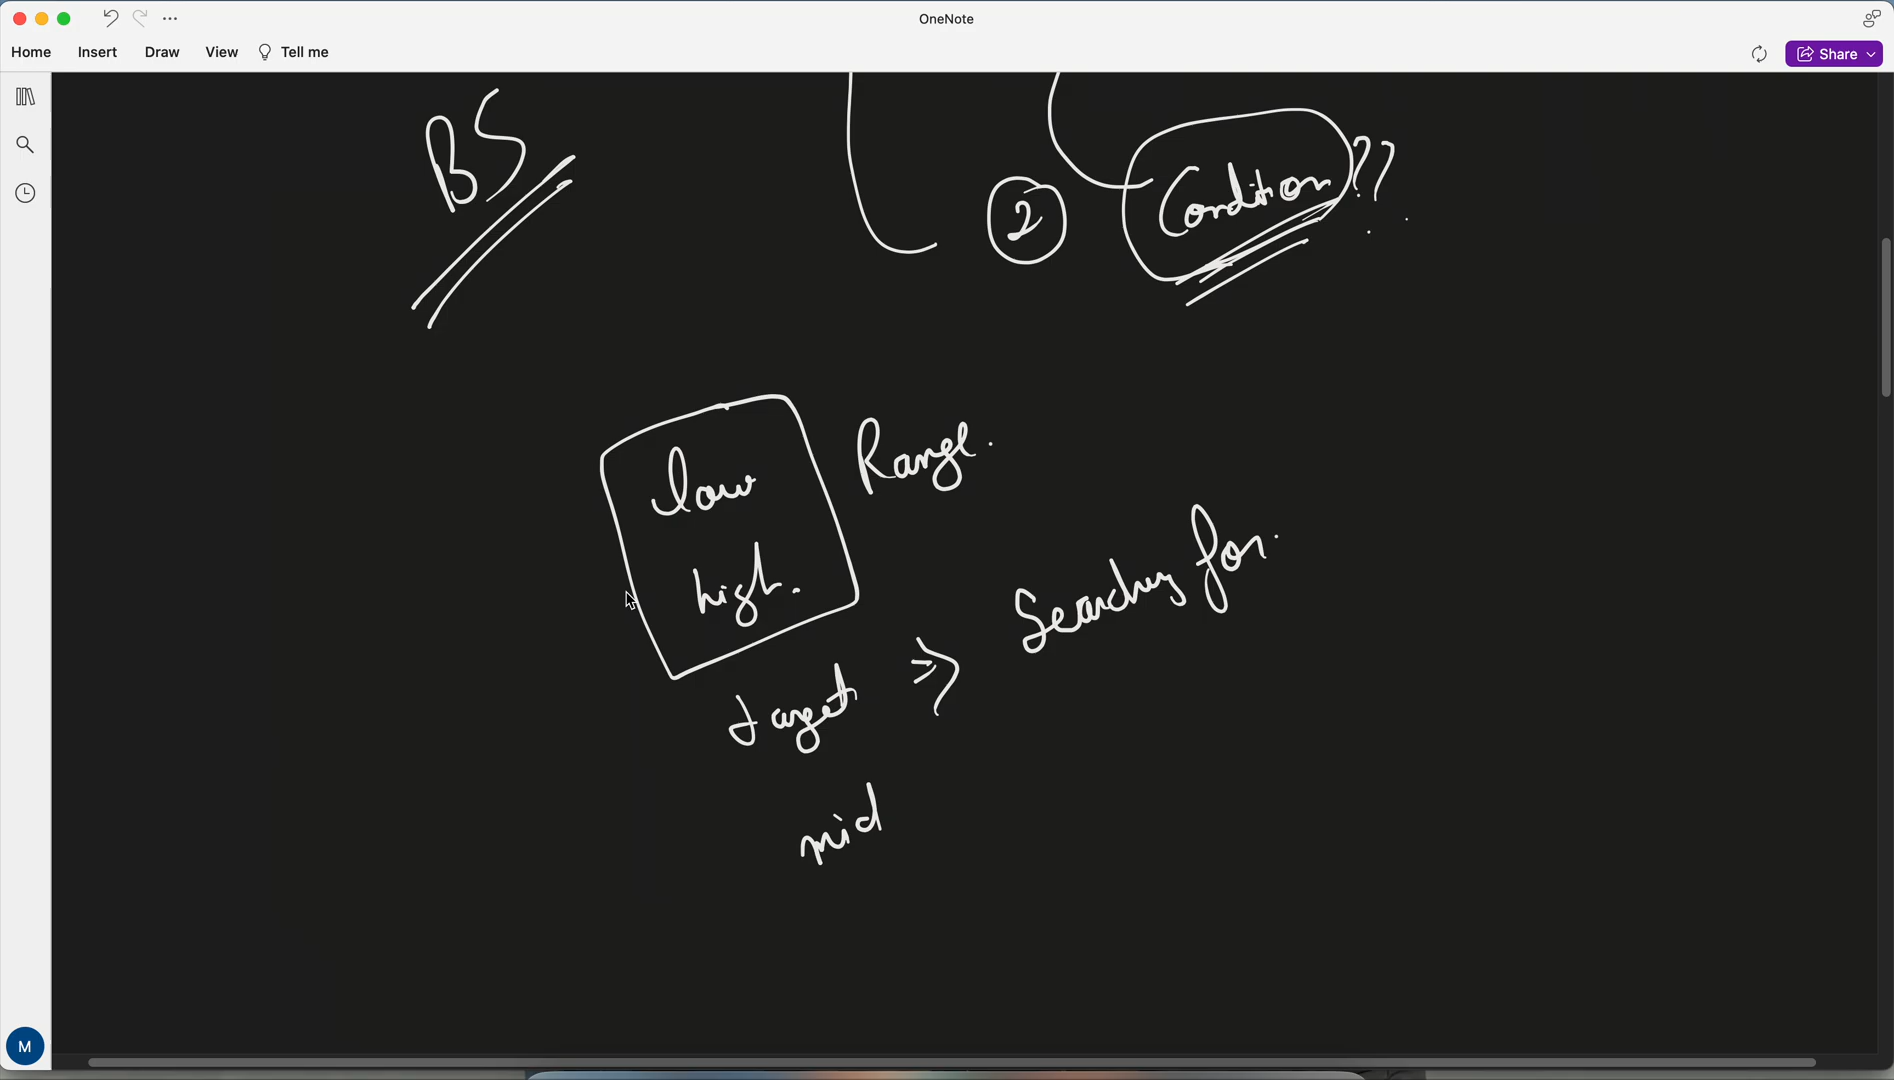 OneNote
Home Insert Draw View Tell me
Share
BS
2 Condition ??
low Range.
high.
Searching for.
target ⇒
mid
M